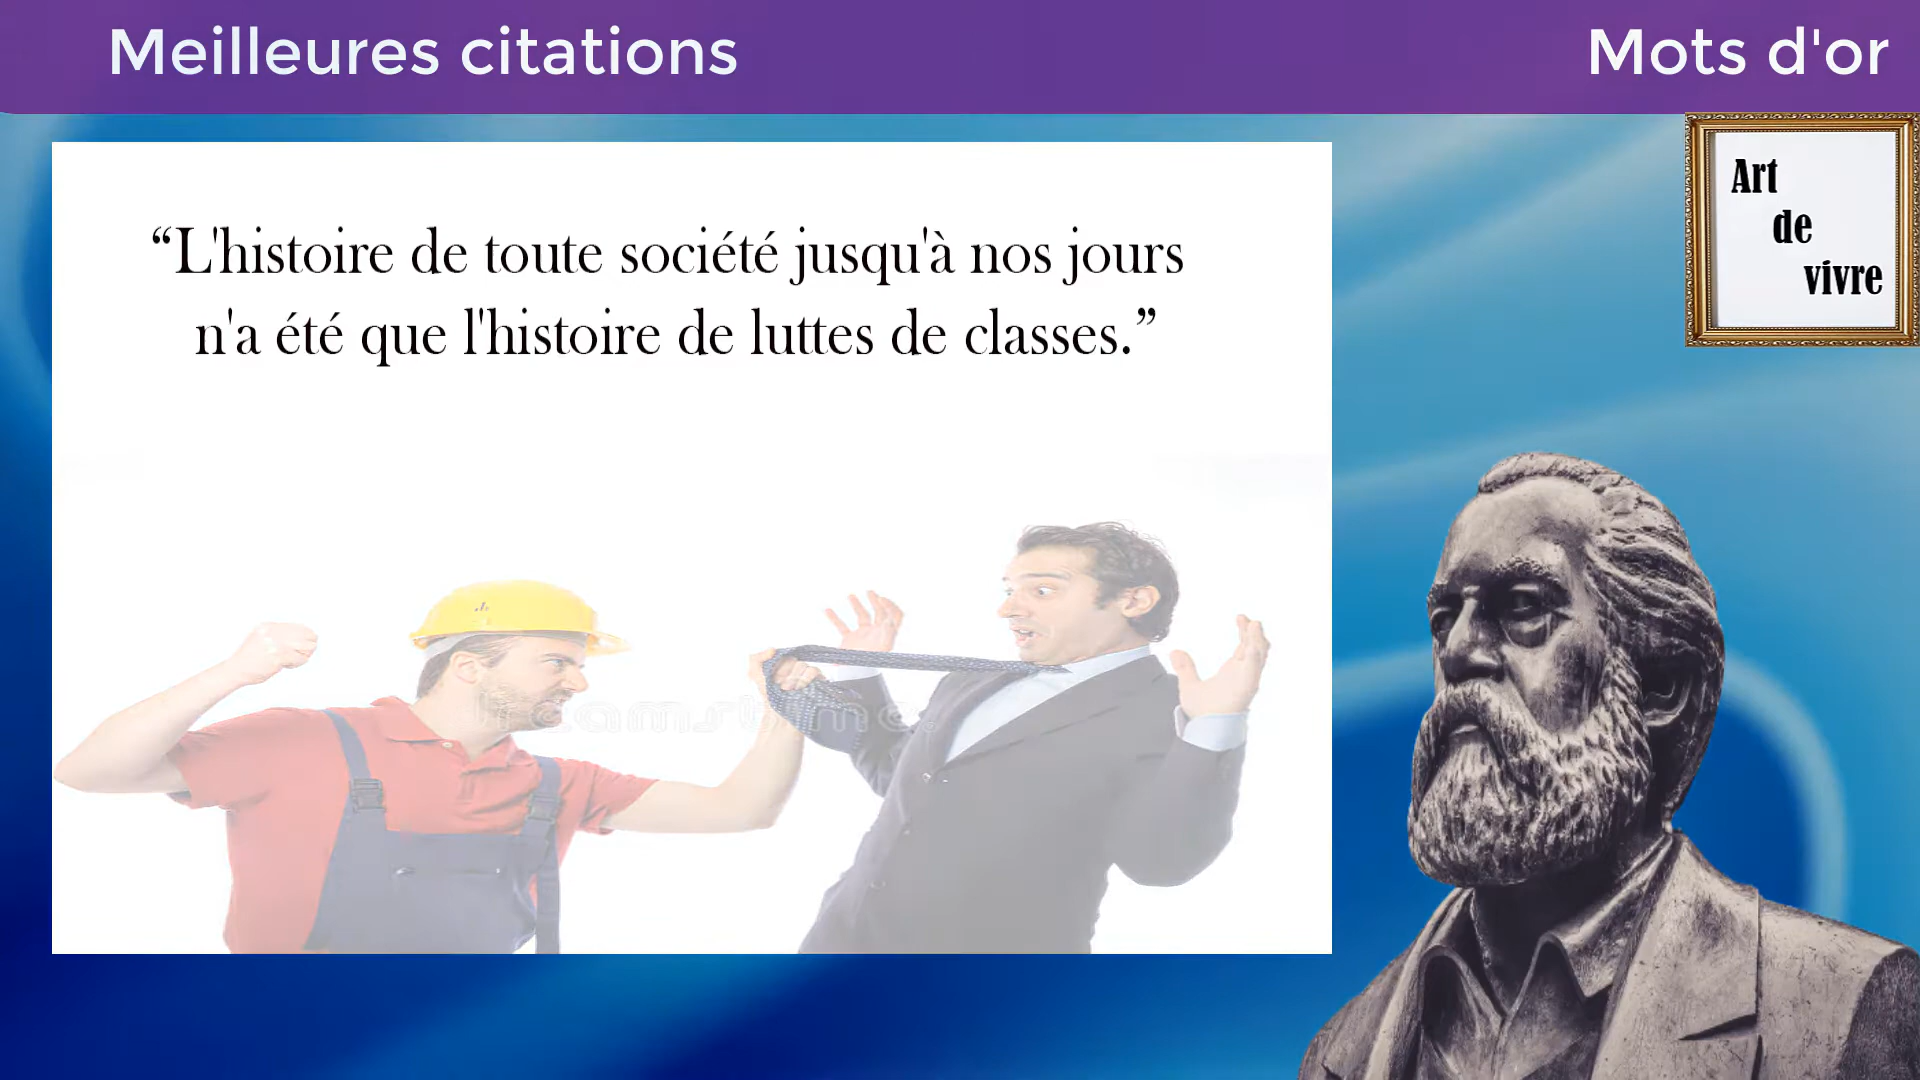 Meilleures citations
Mots d'or
Art
de
vivre
“L'histoire de toute société jusqu'à nos jours
n'a été que l'histoire de luttes de classes.”
dreamstime.